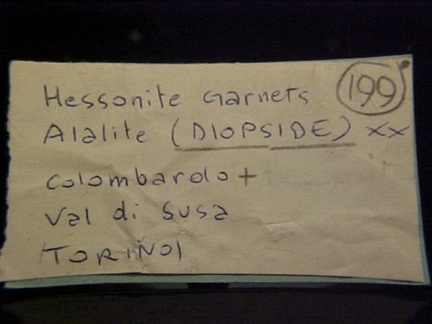 Hessonite Garnets 199
Alalite (DIOPSIDE) xx
Colombardo +
Val di Susa
TORINO